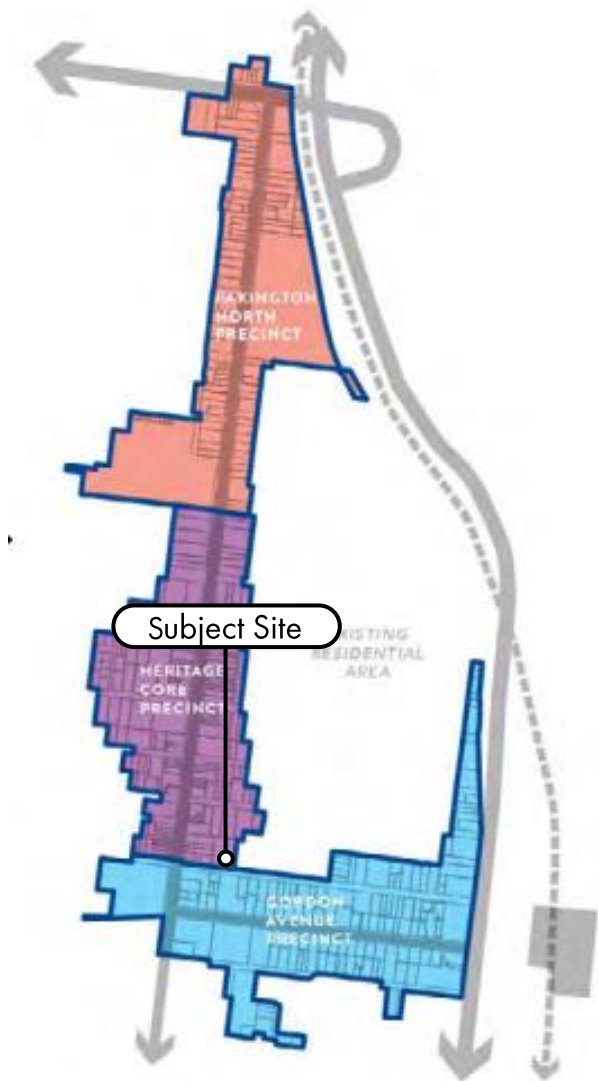 PAKINGTON
NORTH
PRECINCT
Subject Site
EXISTING
RESIDENTIAL
AREA
HERITAGE
CORE
PRECINCT
GORDON
AVENUE
PRECINCT